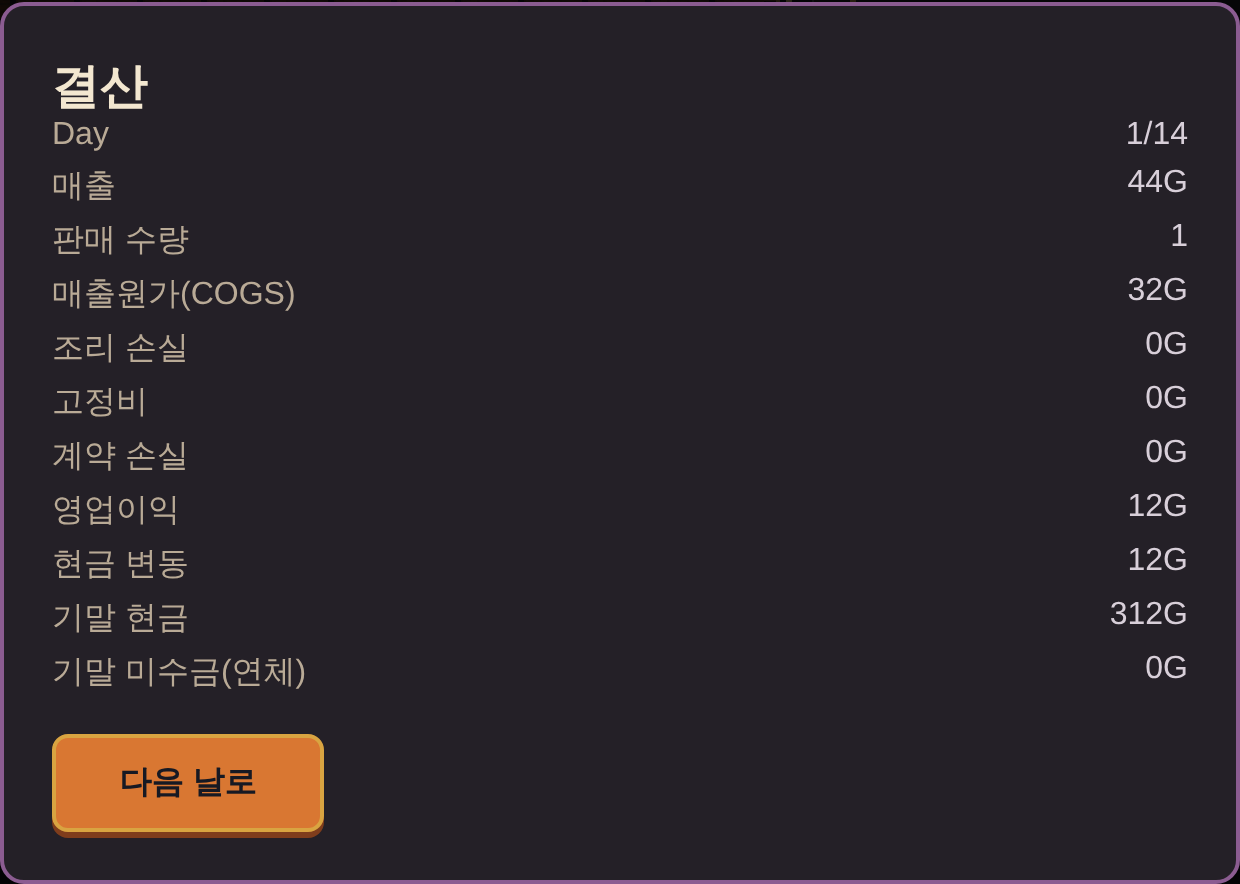 결산
Day 1/14
매출 44G
판매 수량 1
매출원가(COGS) 32G
조리 손실 0G
고정비 0G
계약 손실 0G
영업이익 12G
현금 변동 12G
기말 현금 312G
기말 미수금(연체) 0G
다음 날로